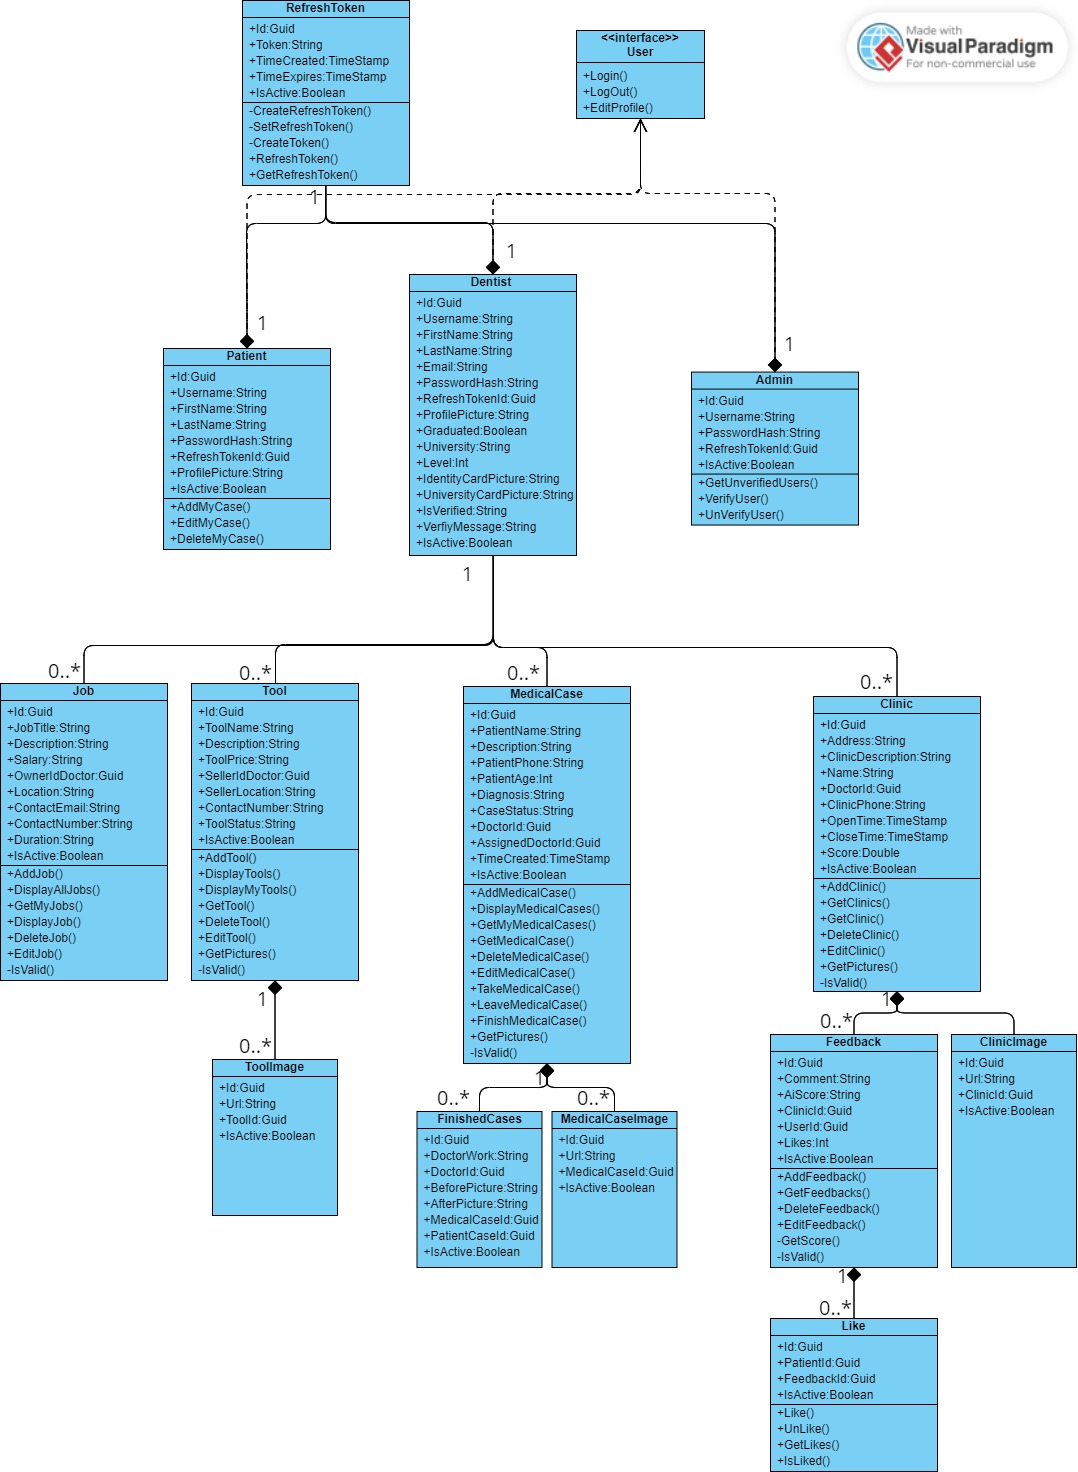 RefreshToken
+Id:Guid
+Token:String
+TimeCreated:TimeStamp
+TimeExpires:TimeStamp
+IsActive:Boolean
-CreateRefreshToken()
-SetRefreshToken()
-CreateToken()
+RefreshToken()
+GetRefreshToken()
1
<<interface>>
User
+Login()
+LogOut()
+EditProfile()
Made with
VisualParadigm
For non-commercial use
1
Patient
+Id:Guid
+Username:String
+FirstName:String
+LastName:String
+PasswordHash:String
+RefreshTokenId:Guid
+ProfilePicture:String
+IsActive:Boolean
+AddMyCase()
+EditMyCase()
+DeleteMyCase()
1
Dentist
+Id:Guid
+Username:String
+FirstName:String
+LastName:String
+Email:String
+PasswordHash:String
+RefreshTokenId:Guid
+ProfilePicture:String
+Graduated:Boolean
+University:String
+Level:Int
+IdentityCardPicture:String
+UniversityCardPicture:String
+IsVerified:String
+VerfiyMessage:String
+IsActive:Boolean
1
1
Admin
+Id:Guid
+Username:String
+PasswordHash:String
+RefreshTokenId:Guid
+IsActive:Boolean
+GetUnverifiedUsers()
+VerifyUser()
+UnVerifyUser()
0..*
Job
+Id:Guid
+JobTitle:String
+Description:String
+Salary:String
+OwnerIdDoctor:Guid
+Location:String
+ContactEmail:String
+ContactNumber:String
+Duration:String
+IsActive:Boolean
+AddJob()
+DisplayAllJobs()
+GetMyJobs()
+DisplayJob()
+DeleteJob()
+EditJob()
-IsValid()
0..*
Tool
+Id:Guid
+ToolName:String
+Description:String
+ToolPrice:String
+SellerIdDoctor:Guid
+SellerLocation:String
+ContactNumber:String
+ToolStatus:String
+IsActive:Boolean
+AddTool()
+DisplayTools()
+DisplayMyTools()
+GetTool()
+DeleteTool()
+EditTool()
+GetPictures()
-IsValid()
1
0..*
ToolImage
+Id:Guid
+Url:String
+ToolId:Guid
+IsActive:Boolean
0..*
MedicalCase
+Id:Guid
+PatientName:String
+Description:String
+PatientPhone:String
+PatientAge:Int
+Diagnosis:String
+CaseStatus:String
+DoctorId:Guid
+AssignedDoctorId:Guid
+TimeCreated:TimeStamp
+IsActive:Boolean
+AddMedicalCase()
+DisplayMedicalCases()
+GetMyMedicalCases()
+GetMedicalCase()
+DeleteMedicalCase()
+EditMedicalCase()
+TakeMedicalCase()
+LeaveMedicalCase()
+FinishMedicalCase()
+GetPictures()
-IsValid()
1
0..*
FinishedCases
+Id:Guid
+DoctorWork:String
+DoctorId:Guid
+BeforePicture:String
+AfterPicture:String
+MedicalCaseId:Guid
+PatientCaseId:Guid
+IsActive:Boolean
0..*
MedicalCaseImage
+Id:Guid
+Url:String
+MedicalCaseId:Guid
+IsActive:Boolean
0..*
Clinic
+Id:Guid
+Address:String
+ClinicDescription:String
+Name:String
+DoctorId:Guid
+ClinicPhone:String
+OpenTime:TimeStamp
+CloseTime:TimeStamp
+Score:Double
+IsActive:Boolean
+AddClinic()
+GetClinics()
+GetClinic()
+DeleteClinic()
+EditClinic()
+GetPictures()
-IsValid()
1
0..*
Feedback
+Id:Guid
+Comment:String
+AiScore:String
+ClinicId:Guid
+UserId:Guid
+Likes:Int
+IsActive:Boolean
+AddFeedback()
+GetFeedbacks()
+DeleteFeedback()
+EditFeedback()
-GetScore()
-IsValid()
ClinicImage
+Id:Guid
+Url:String
+ClinicId:Guid
+IsActive:Boolean
1
0..*
Like
+Id:Guid
+PatientId:Guid
+FeedbackId:Guid
+IsActive:Boolean
+Like()
+UnLike()
+GetLikes()
+IsLiked()